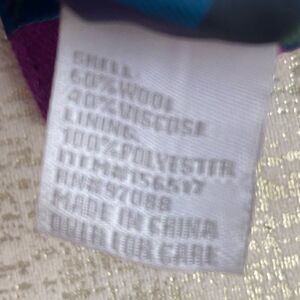 SHELL
60%WOOL
40%VISCOSE
LINING
100%POLYESTER
ITEM#156517
RN#97088
MADE IN CHINA
OVER FOR CARE